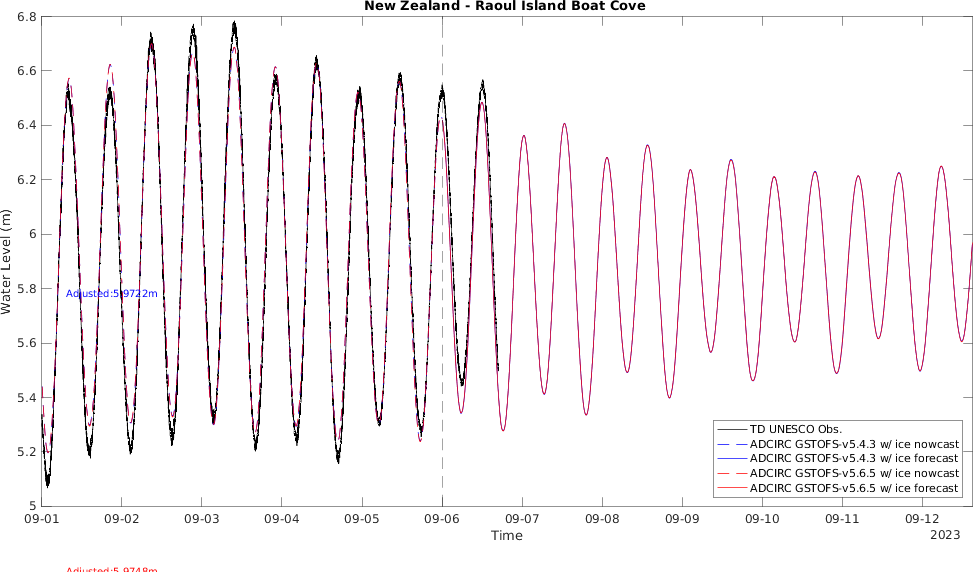 New Zealand - Raoul Island Boat Cove
Water Level (m)
6.8
6.6
6.4
6.2
6
5.8
5.6
5.4
5.2
5
Adjusted:5.9722m
TD UNESCO Obs.
ADCIRC GSTOFS-v5.4.3 w/ ice nowcast
ADCIRC GSTOFS-v5.4.3 w/ ice forecast
ADCIRC GSTOFS-v5.6.5 w/ ice nowcast
ADCIRC GSTOFS-v5.6.5 w/ ice forecast
09-01 09-02 09-03 09-04 09-05 09-06 09-07 09-08 09-09 09-10 09-11 09-12
2023
Time
Adjusted:5.9748m